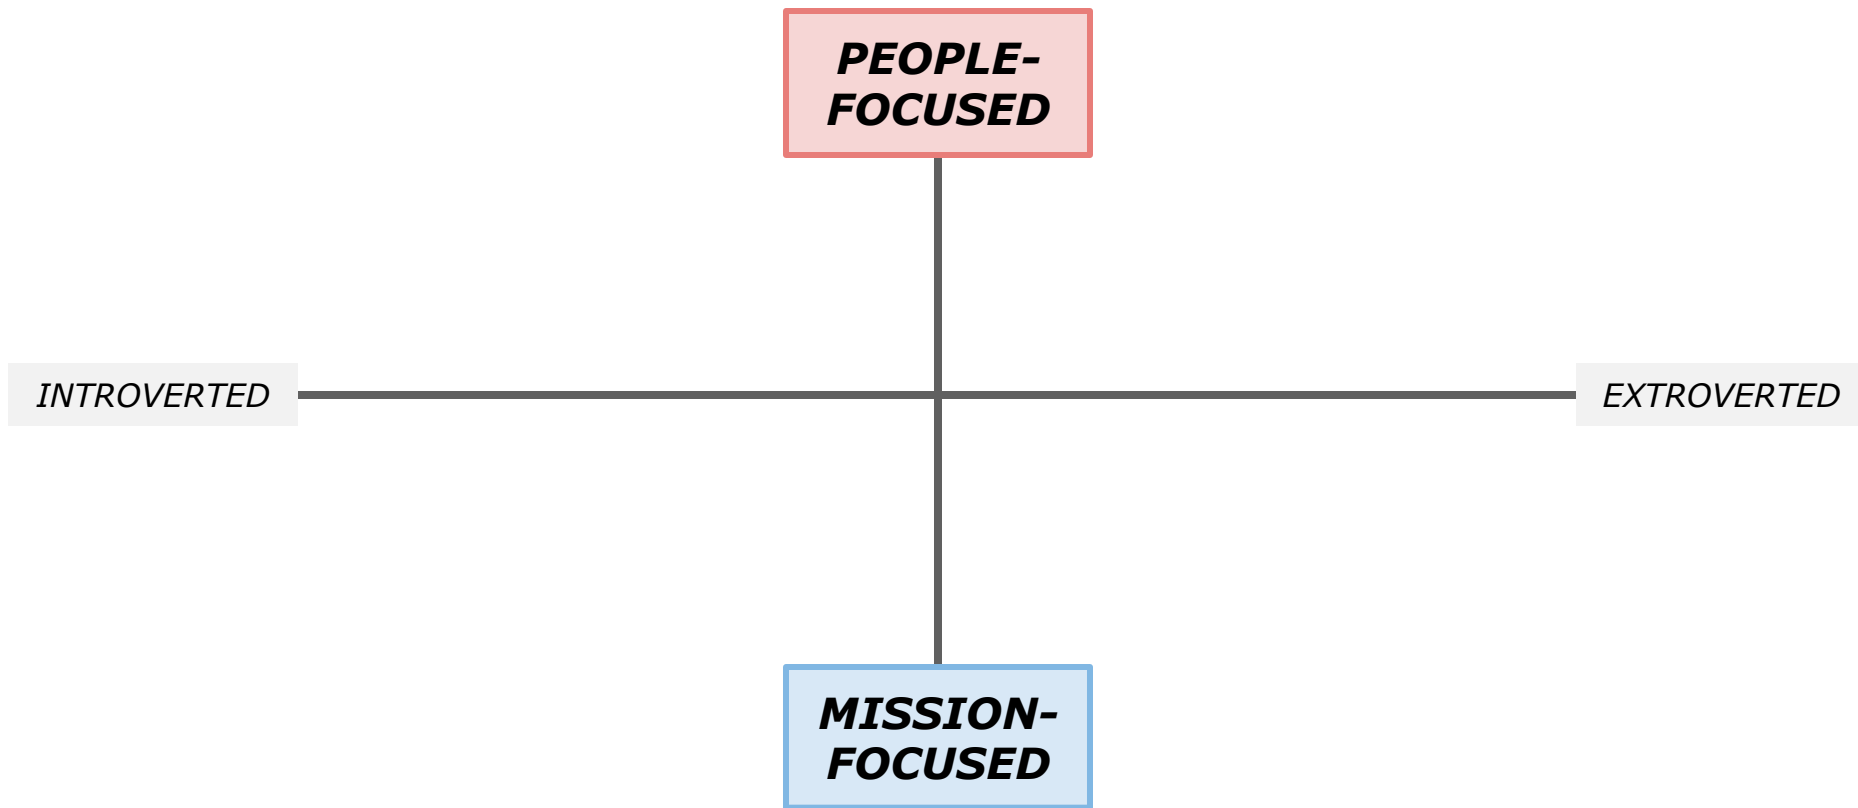 PEOPLE-
FOCUSED
INTROVERTED
EXTROVERTED
MISSION-
FOCUSED